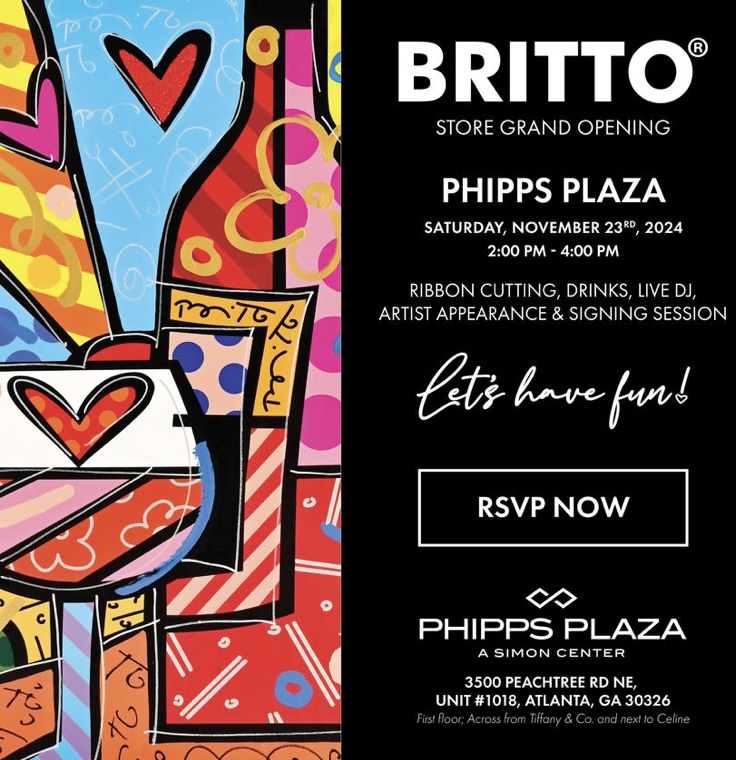 BRITTO®
STORE GRAND OPENING
PHIPPS PLAZA
SATURDAY, NOVEMBER 23RD, 2024
2:00 PM - 4:00 PM
RIBBON CUTTING, DRINKS, LIVE DJ,
ARTIST APPEARANCE & SIGNING SESSION
Let's have fun!
RSVP NOW
PHIPPS PLAZA
A SIMON CENTER
3500 PEACHTREE RD NE,
UNIT #1018, ATLANTA, GA 30326
First floor; Across from Tiffany & Co. and next to Celine